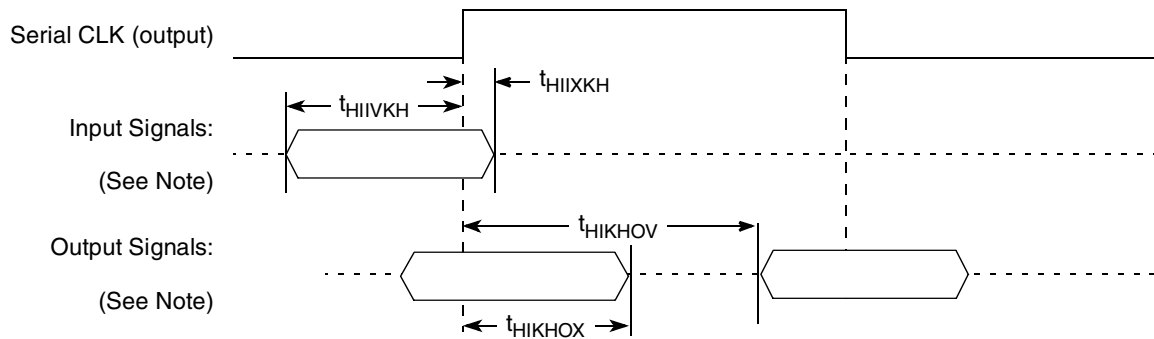 Serial CLK (output)
tHIIXKH
tHIIVKH
Input Signals:
(See Note)
tHIKHOV
Output Signals:
(See Note)
tHIKHOX